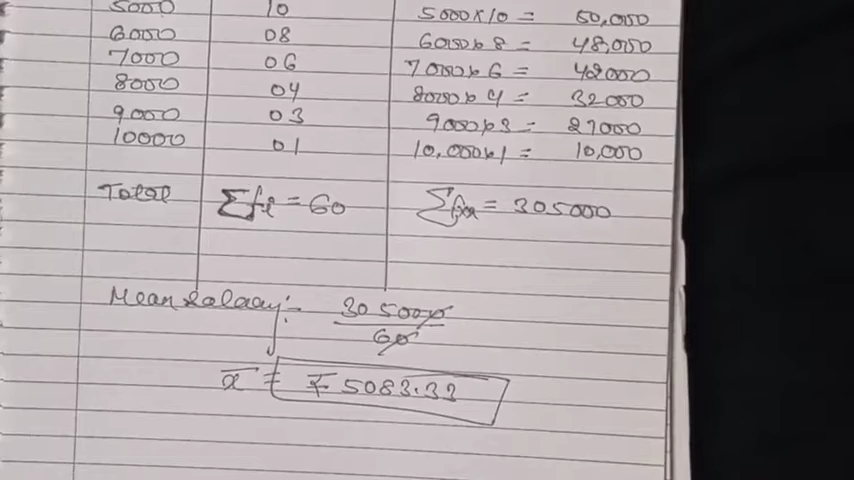 5000 10 5000×10 = 50,000
6000 08 6000×8 = 48,000
7000 06 7000×6 = 42000
8000 04 8000×4 = 32000
9000 03 9000×3 = 27000
10000 01 10,000×1 = 10,000
Total Σfi = 60 Σfixi = 305000
Mean Salary:- 305000
60
x̄ = ₹ 5083.33